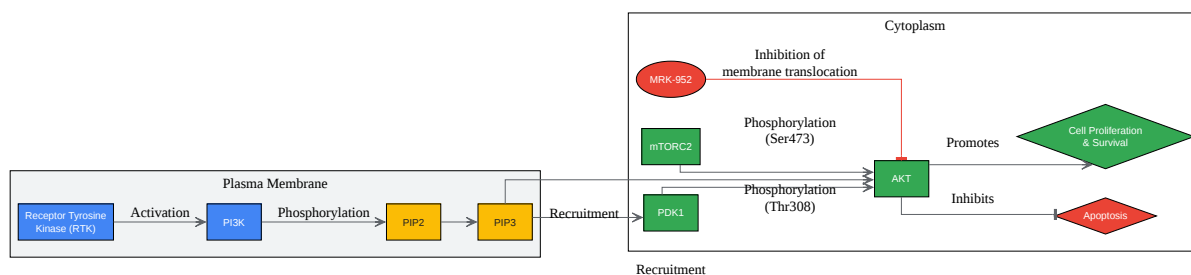 Cytoplasm
Inhibition of
membrane translocation
MRK-952
Phosphorylation
(Ser473)
mTORC2
Promotes
Cell Proliferation
& Survival
Plasma Membrane
AKT
Receptor Tyrosine
Kinase (RTK)
Activation
PI3K
Phosphorylation
PIP2
PIP3
Recruitment
PDK1
Phosphorylation
(Thr308)
Inhibits
Apoptosis
Recruitment